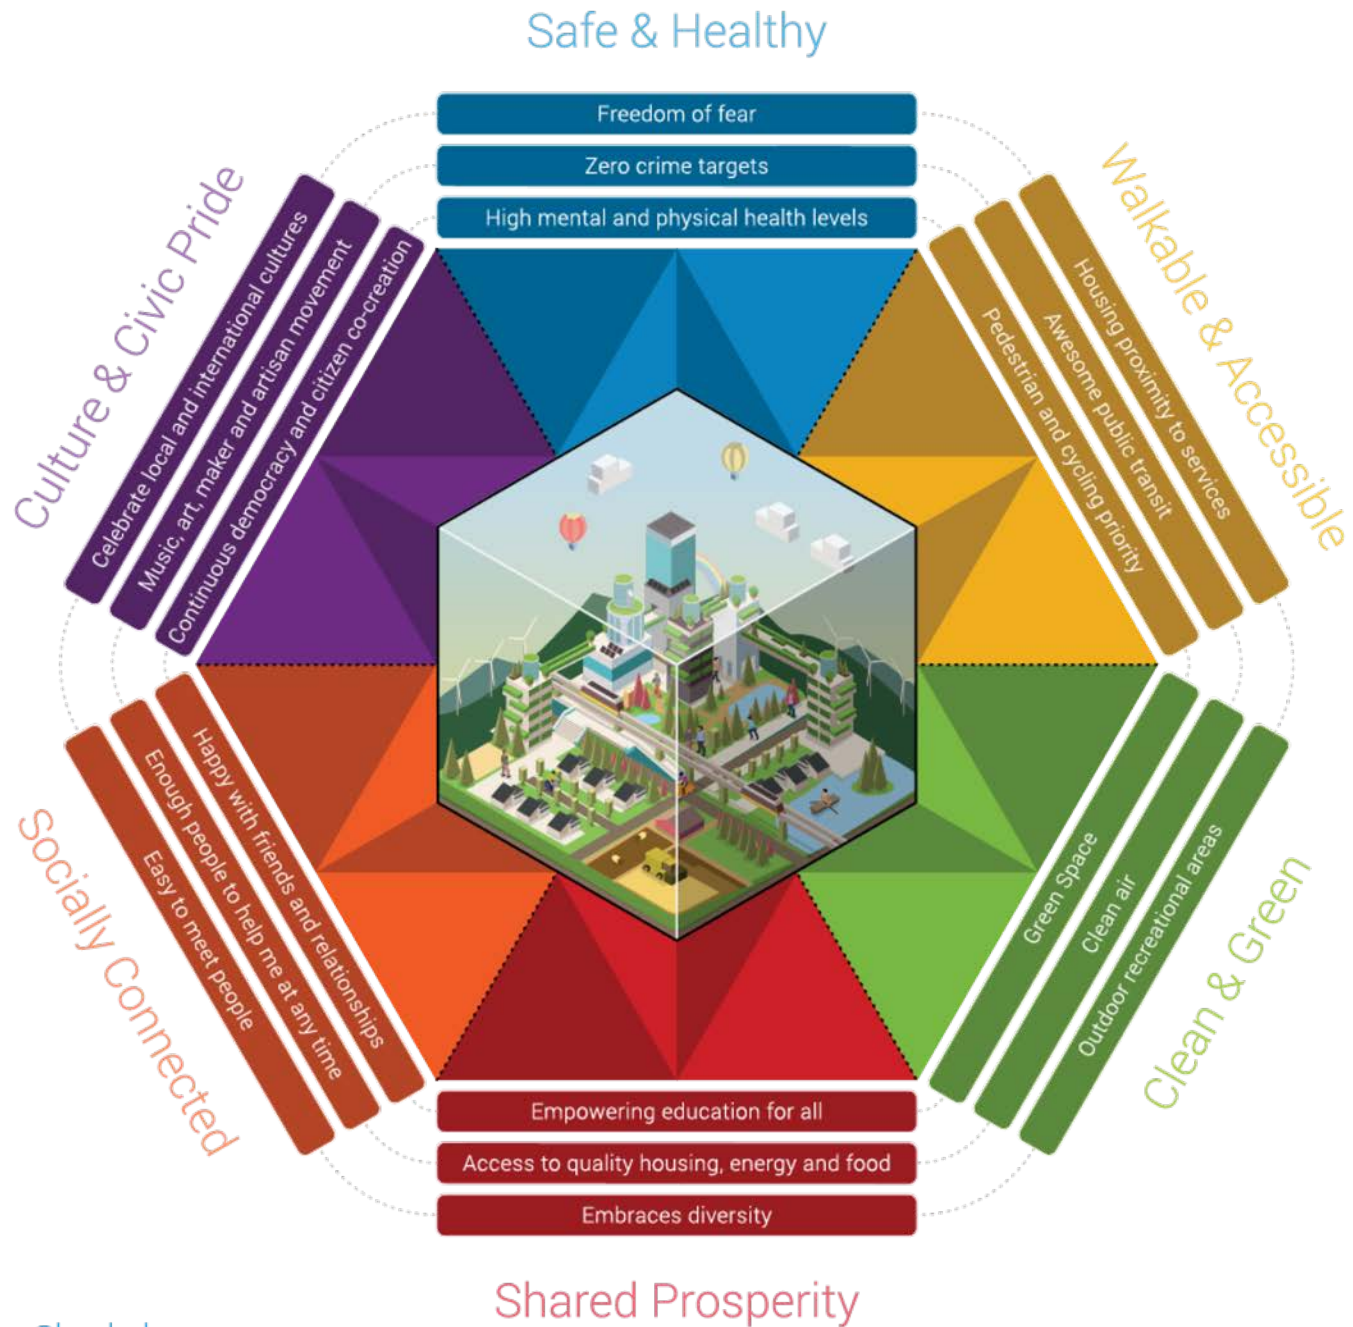 Safe & Healthy
Freedom of fear
Zero crime targets
High mental and physical health levels
Walkable & Accessible
Housing proximity to services
Awesome public transit
Pedestrian and cycling priority
Clean & Green
Green Space
Clean air
Outdoor recreational areas
Shared Prosperity
Empowering education for all
Access to quality housing, energy and food
Embraces diversity
Socially Connected
Happy with friends and relationships
Enough people to help me at any time
Easy to meet people
Culture & Civic Pride
Celebrate local and international cultures
Music, art, maker and artisan movement
Continuous democracy and citizen co-creation